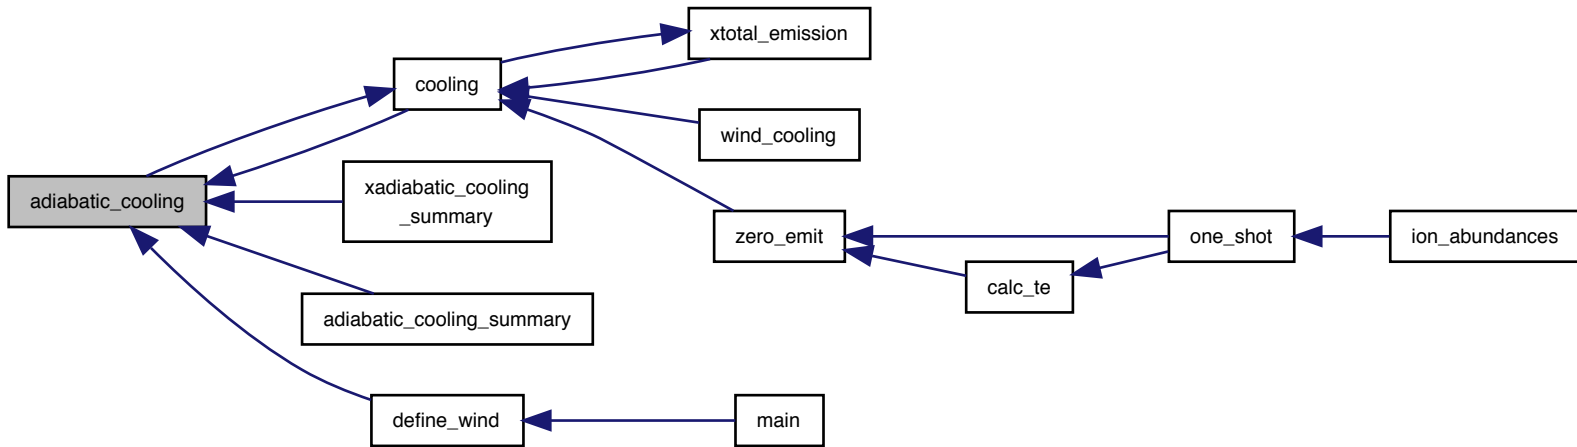 xtotal_emission
cooling
wind_cooling
adiabatic_cooling
xadiabatic_cooling
_summary
zero_emit
one_shot
ion_abundances
calc_te
adiabatic_cooling_summary
define_wind
main